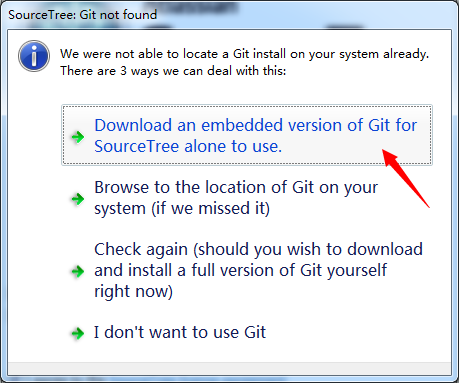 SourceTree: Git not found
We were not able to locate a Git install on your system already.
There are 3 ways we can deal with this:
Download an embedded version of Git for
SourceTree alone to use.
Browse to the location of Git on your
system (if we missed it)
Check again (should you wish to download
and install a full version of Git yourself
right now)
I don't want to use Git